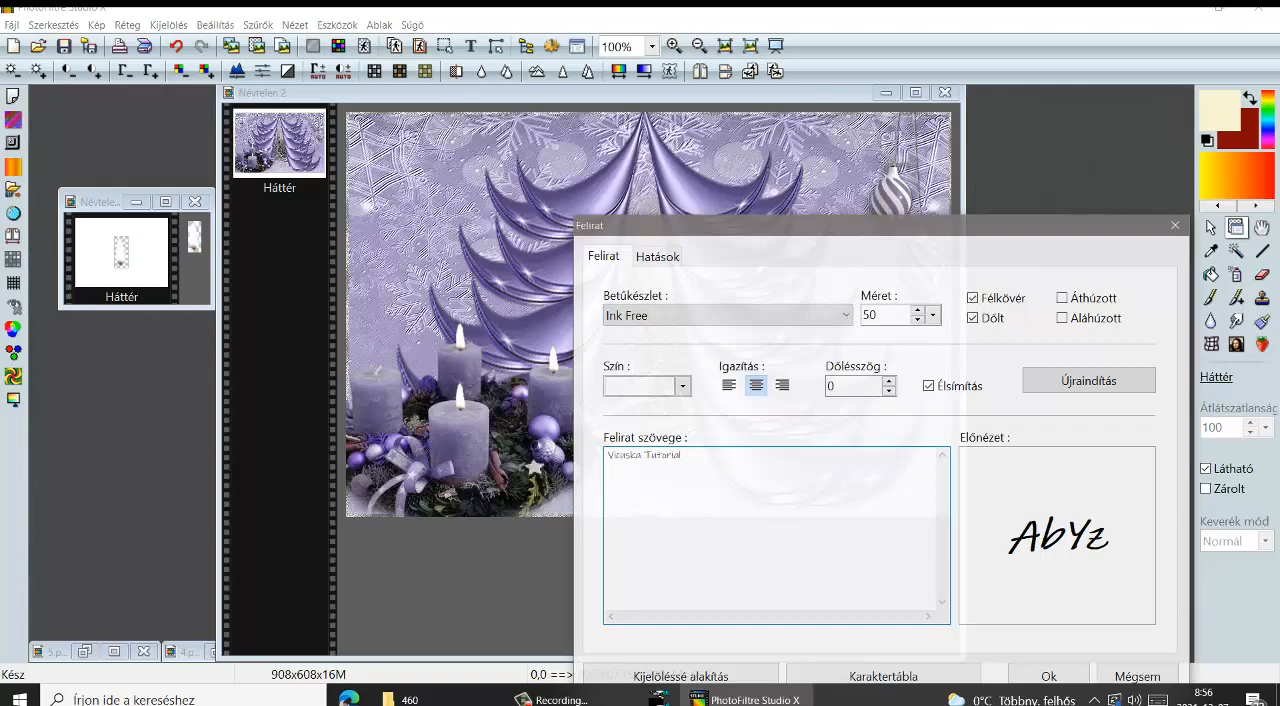 PhotoFiltre Studio X
Fájl Szerkesztés Kép Réteg Kijelölés Beállítás Szűrők Nézet Eszközök Ablak Súgó
100%
Névtelen 2
Háttér
Névtele...
Háttér
Felirat
Felirat Hatások
Betűkészlet
Méret :
Ink Free
50
Félkövér
Áthúzott
Dőlt
Aláhúzott
Szín :
Igazítás :
Dőlésszög :
0
Élsimítás
Újraindítás
Felirat szövege :
Előnézet :
Vicuska Tutorial
AbYz
Kijelöléssé alakítás
Karaktertábla
Ok
Mégsem
Háttér
Átlátszatlanság
100
Látható
Zárolt
Keverék mód
Normál
5.p...
4.p...
Kész
908x608x16M
0,0 ==>
Írjon ide a kereséshez
460
Recording...
PhotoFiltre Studio X
0°C Többny. felhős
8:56